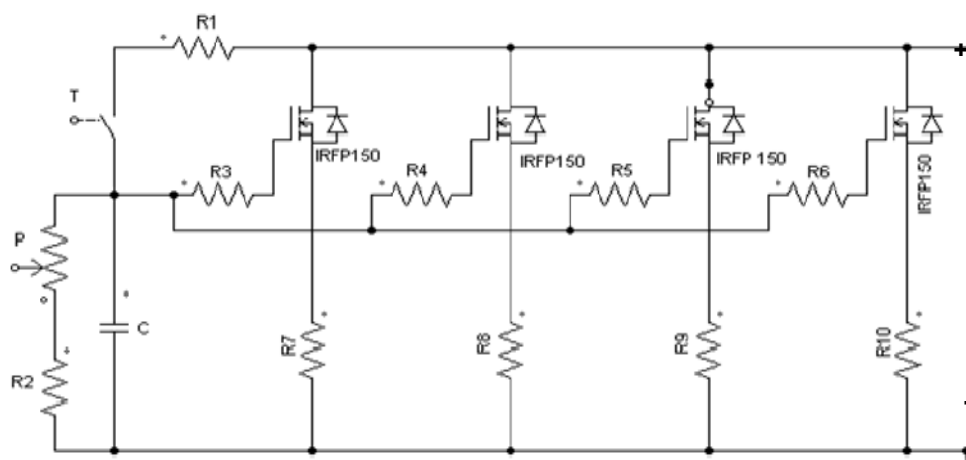 R1
+
T
IRFP150
IRFP150
IRFP 150
IRFP150
R3
R4
R5
R6
P
C
R2
R7
R8
R9
R10
-